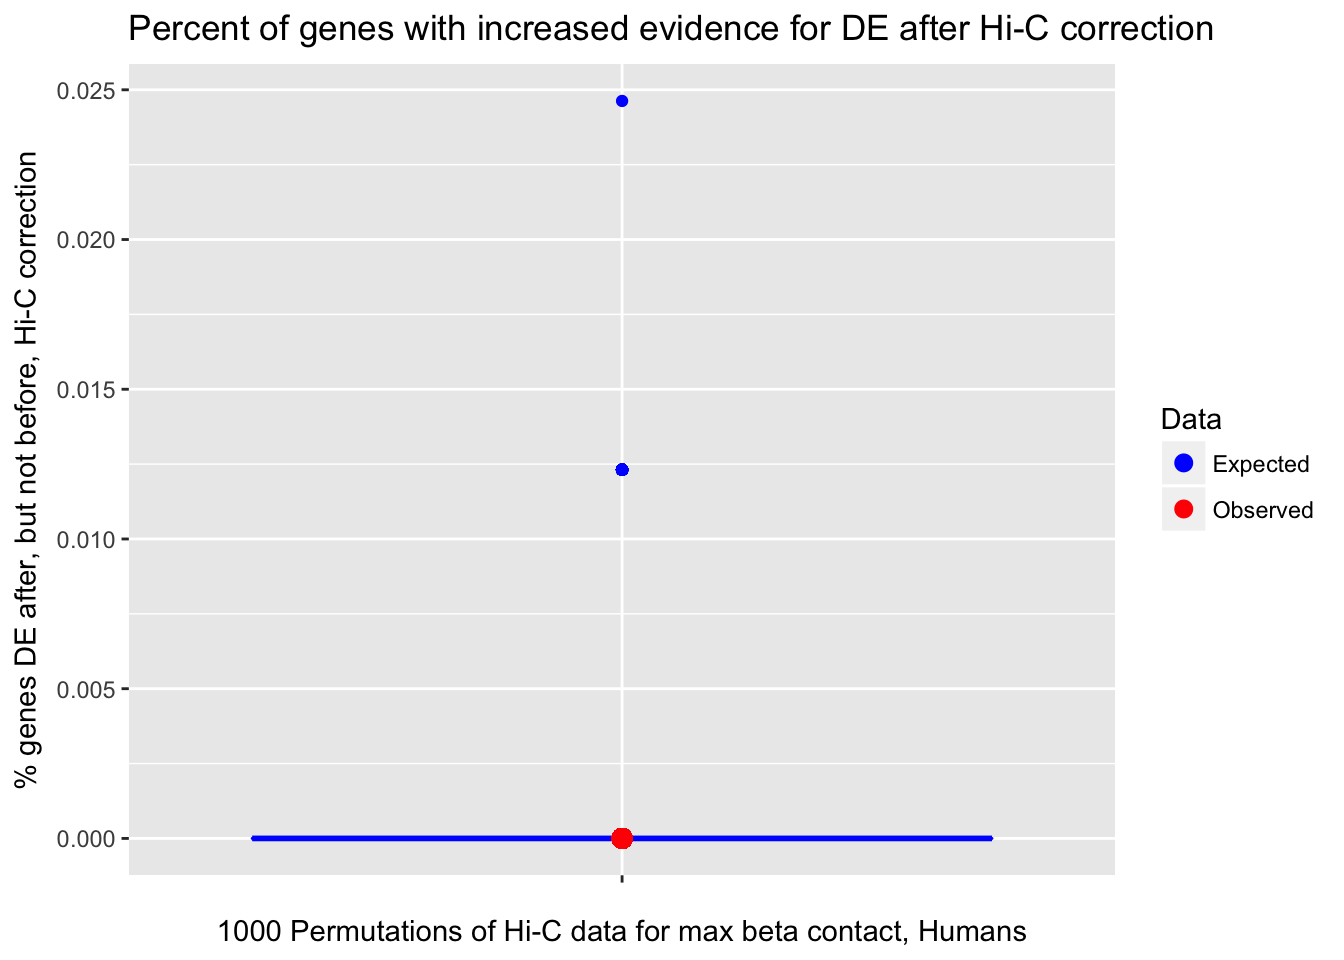 Percent of genes with increased evidence for DE after Hi-C correction
% genes DE after, but not before, Hi-C correction
0.025
0.020
0.015
0.010
0.005
0.000
1000 Permutations of Hi-C data for max beta contact, Humans
Data
Expected
Observed